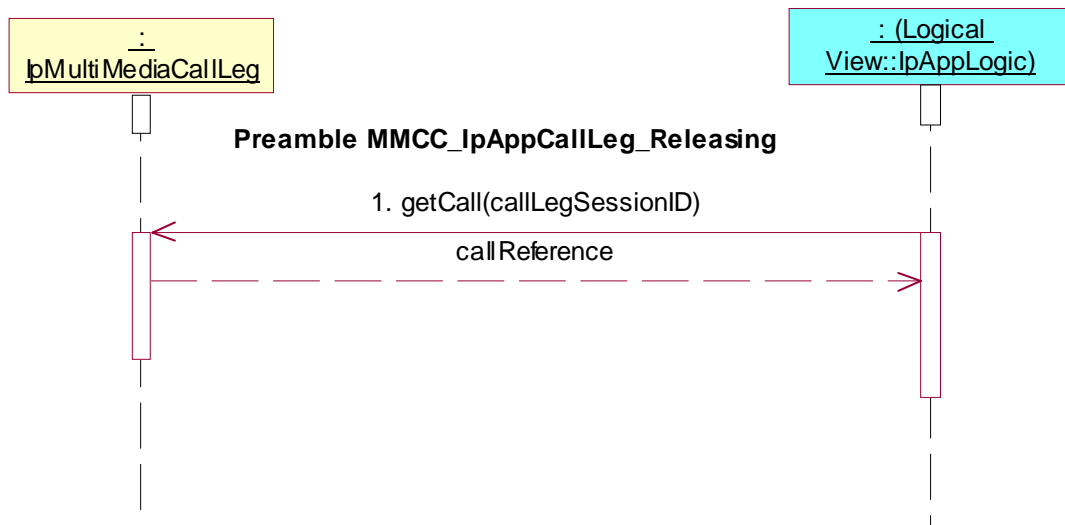 :
IpMultiMediaCallLeg
: (Logical
View::IpAppLogic)
Preamble MMCC_IpAppCallLeg_Releasing
1. getCall(callLegSessionID)
callReference